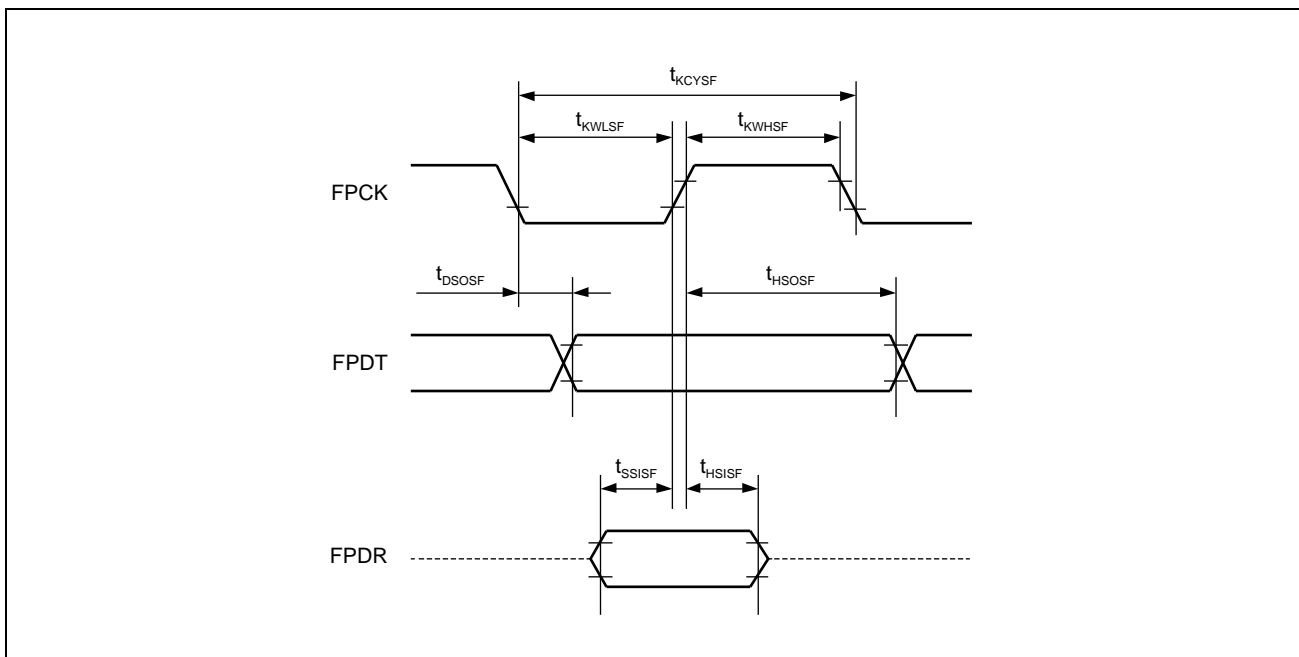 tKCYSF
tKWLSF tKWHSF
FPCK
tDSOSF tHSOSF
FPDT
tSSISF tHSISF
FPDR